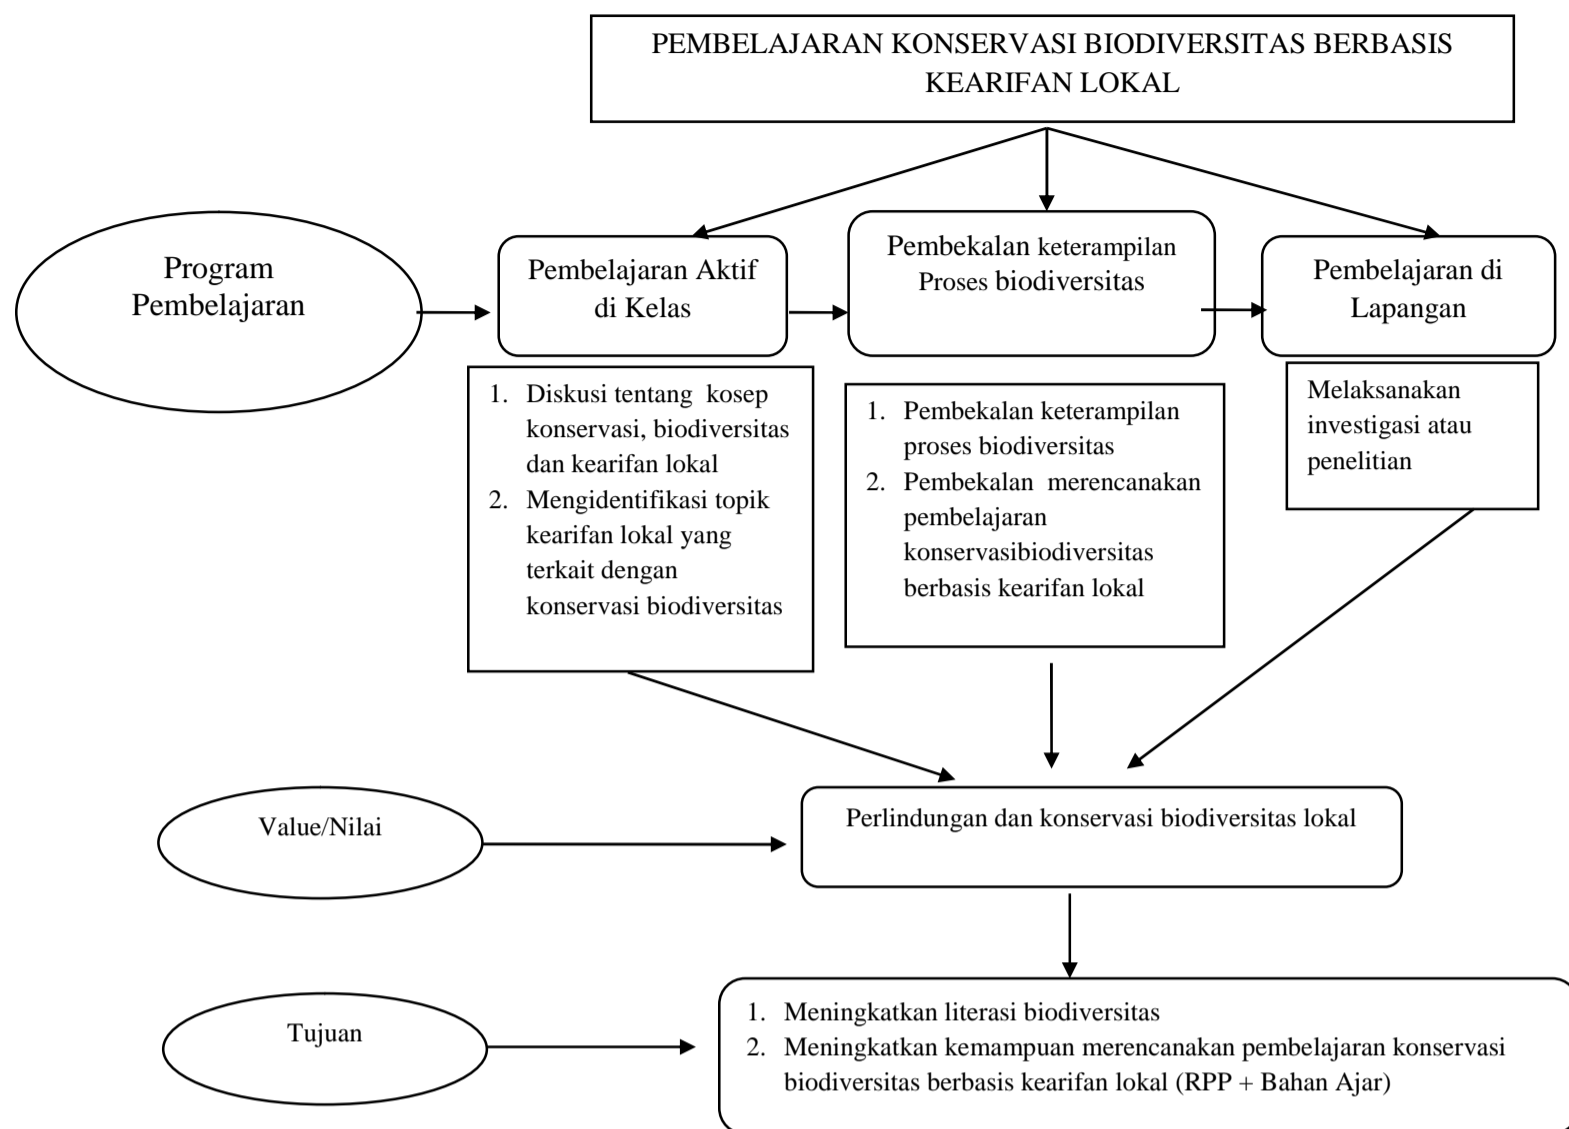 PEMBELAJARAN KONSERVASI BIODIVERSITAS BERBASIS
KEARIFAN LOKAL
Program
Pembelajaran
Pembelajaran Aktif
di Kelas
Pembekalan keterampilan
Proses biodiversitas
Pembelajaran di
Lapangan
1. Diskusi tentang kosep
konservasi, biodiversitas
dan kearifan lokal
2. Mengidentifikasi topik
kearifan lokal yang
terkait dengan
konservasi biodiversitas
1. Pembekalan keterampilan
proses biodiversitas
2. Pembekalan merencanakan
pembelajaran
konservasibiodiversitas
berbasis kearifan lokal
Melaksanakan
investigasi atau
penelitian
Value/Nilai
Perlindungan dan konservasi biodiversitas lokal
Tujuan
1. Meningkatkan literasi biodiversitas
2. Meningkatkan kemampuan merencanakan pembelajaran konservasi
biodiversitas berbasis kearifan lokal (RPP + Bahan Ajar)